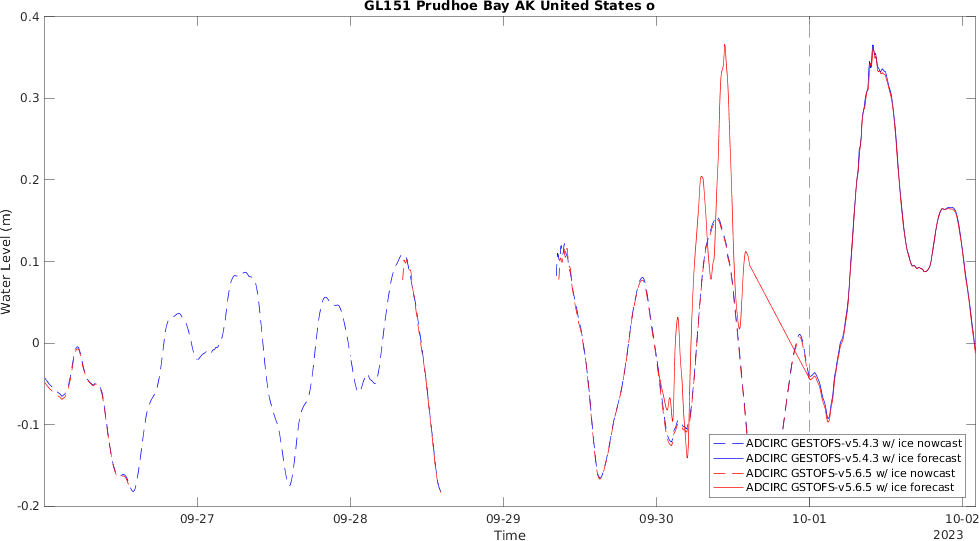 GL151 Prudhoe Bay AK United States o
0.4
0.3
0.2
0.1
0
-0.1
-0.2
Water Level (m)
09-27
09-28
09-29
09-30
10-01
10-02
Time
2023
ADCIRC GESTOFS-v5.4.3 w/ ice nowcast
ADCIRC GESTOFS-v5.4.3 w/ ice forecast
ADCIRC GSTOFS-v5.6.5 w/ ice nowcast
ADCIRC GSTOFS-v5.6.5 w/ ice forecast